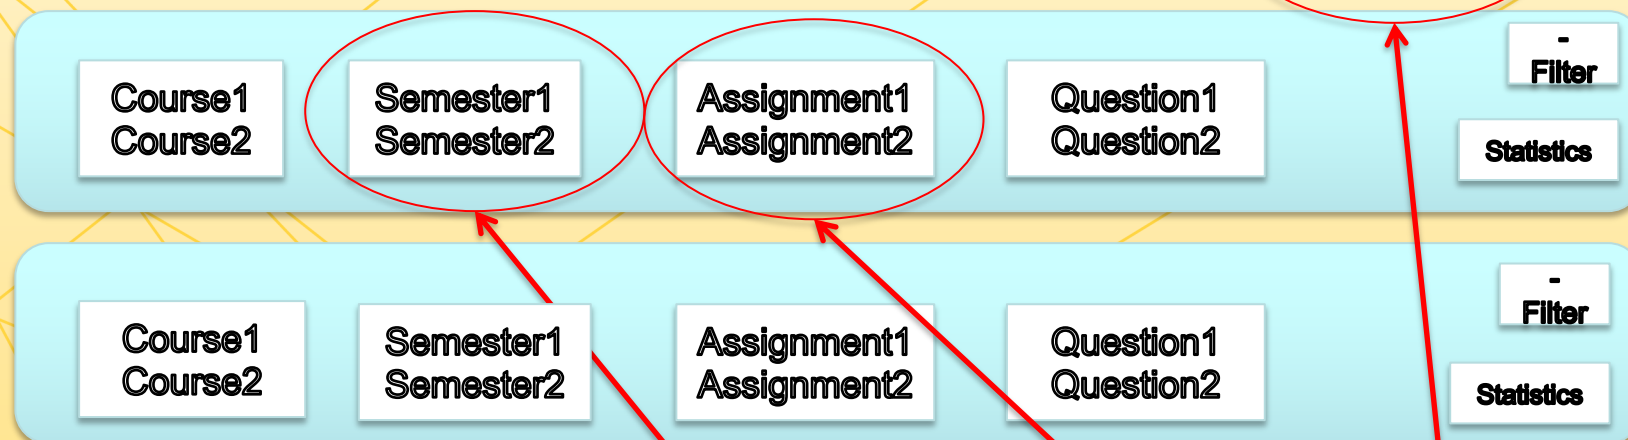 Course1
Course2
Semester1
Semester2
Assignment1
Assignment2
Question1
Question2
-
Filter
Statistics
Course1
Course2
Semester1
Semester2
Assignment1
Assignment2
Question1
Question2
-
Filter
Statistics